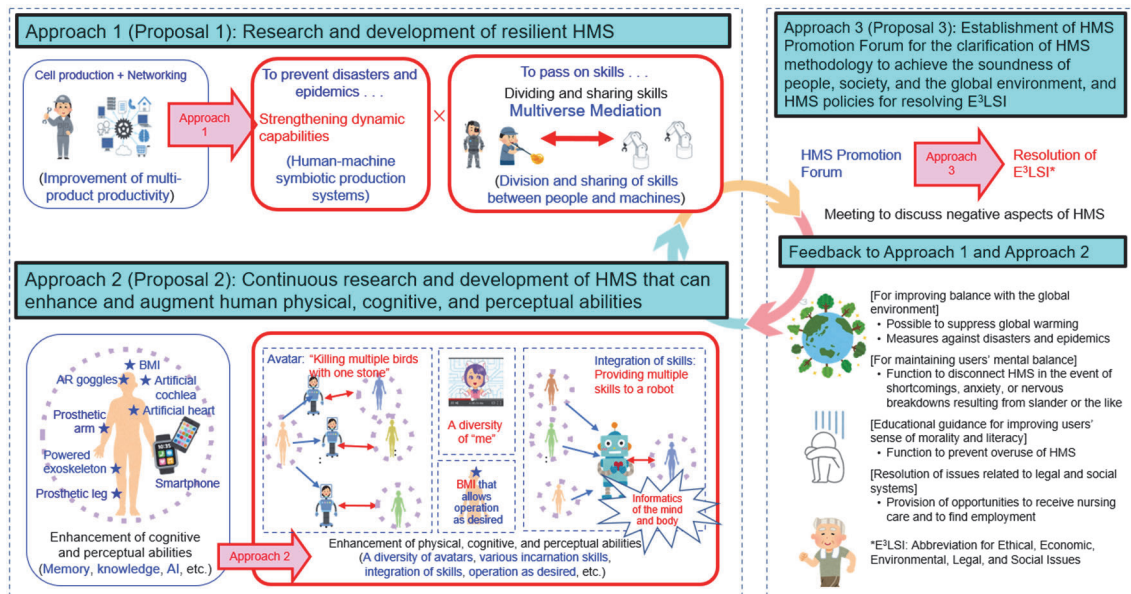 Approach 1 (Proposal 1): Research and development of resilient HMS
Cell production + Networking
(Improvement of multi-
product productivity)
Approach
1
To prevent disasters and
epidemics . . .
Strengthening dynamic
capabilities
(Human-machine
symbiotic production
systems)
×
To pass on skills . . .
Dividing and sharing skills
Multiverse Mediation
(Division and sharing of skills
between people and machines)
Approach 2 (Proposal 2): Continuous research and development of HMS that can
enhance and augment human physical, cognitive, and perceptual abilities
★ BMI
AR goggles ★
★ Artificial
cochlea
★ Artificial heart
Prosthetic
arm ★
Powered
exoskeleton ★
Prosthetic leg ★
Smartphone
Enhancement of cognitive
and perceptual abilities
(Memory, knowledge, AI, etc.)
Approach 2
Avatar: “Killing multiple birds
with one stone”
:
:
A diversity
of “me”
★
BMI that
allows
operation
as desired
Integration of skills:
Providing multiple
skills to a robot
:
Informatics
of the mind
and body
Enhancement of physical, cognitive, and perceptual abilities
(A diversity of avatars, various incarnation skills,
integration of skills, operation as desired, etc.)
Approach 3 (Proposal 3): Establishment of HMS
Promotion Forum for the clarification of HMS
methodology to achieve the soundness of
people, society, and the global environment, and
HMS policies for resolving E³LSI
HMS Promotion
Forum
Approach
3
Resolution of
E³LSI*
Meeting to discuss negative aspects of HMS
Feedback to Approach 1 and Approach 2
[For improving balance with the global
environment]
• Possible to suppress global warming
• Measures against disasters and epidemics
[For maintaining users’ mental balance]
• Function to disconnect HMS in the event of
shortcomings, anxiety, or nervous
breakdowns resulting from slander or the like
[Educational guidance for improving users’
sense of morality and literacy]
• Function to prevent overuse of HMS
[Resolution of issues related to legal and social
systems]
• Provision of opportunities to receive nursing
care and to find employment
*E³LSI: Abbreviation for Ethical, Economic,
Environmental, Legal, and Social Issues